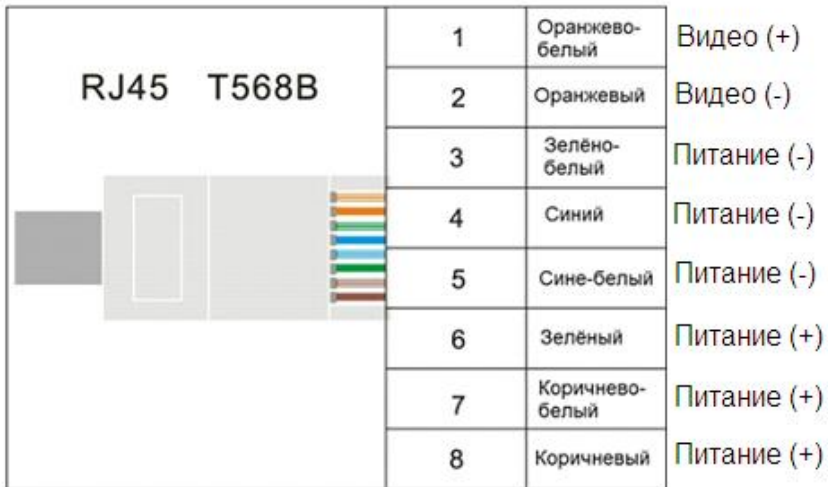 RJ45 T568B
1 Оранжево-
белый Видео (+)
2 Оранжевый Видео (-)
3 Зелёно-
белый Питание (-)
4 Синий Питание (-)
5 Сине-белый Питание (-)
6 Зелёный Питание (+)
7 Коричнево-
белый Питание (+)
8 Коричневый Питание (+)